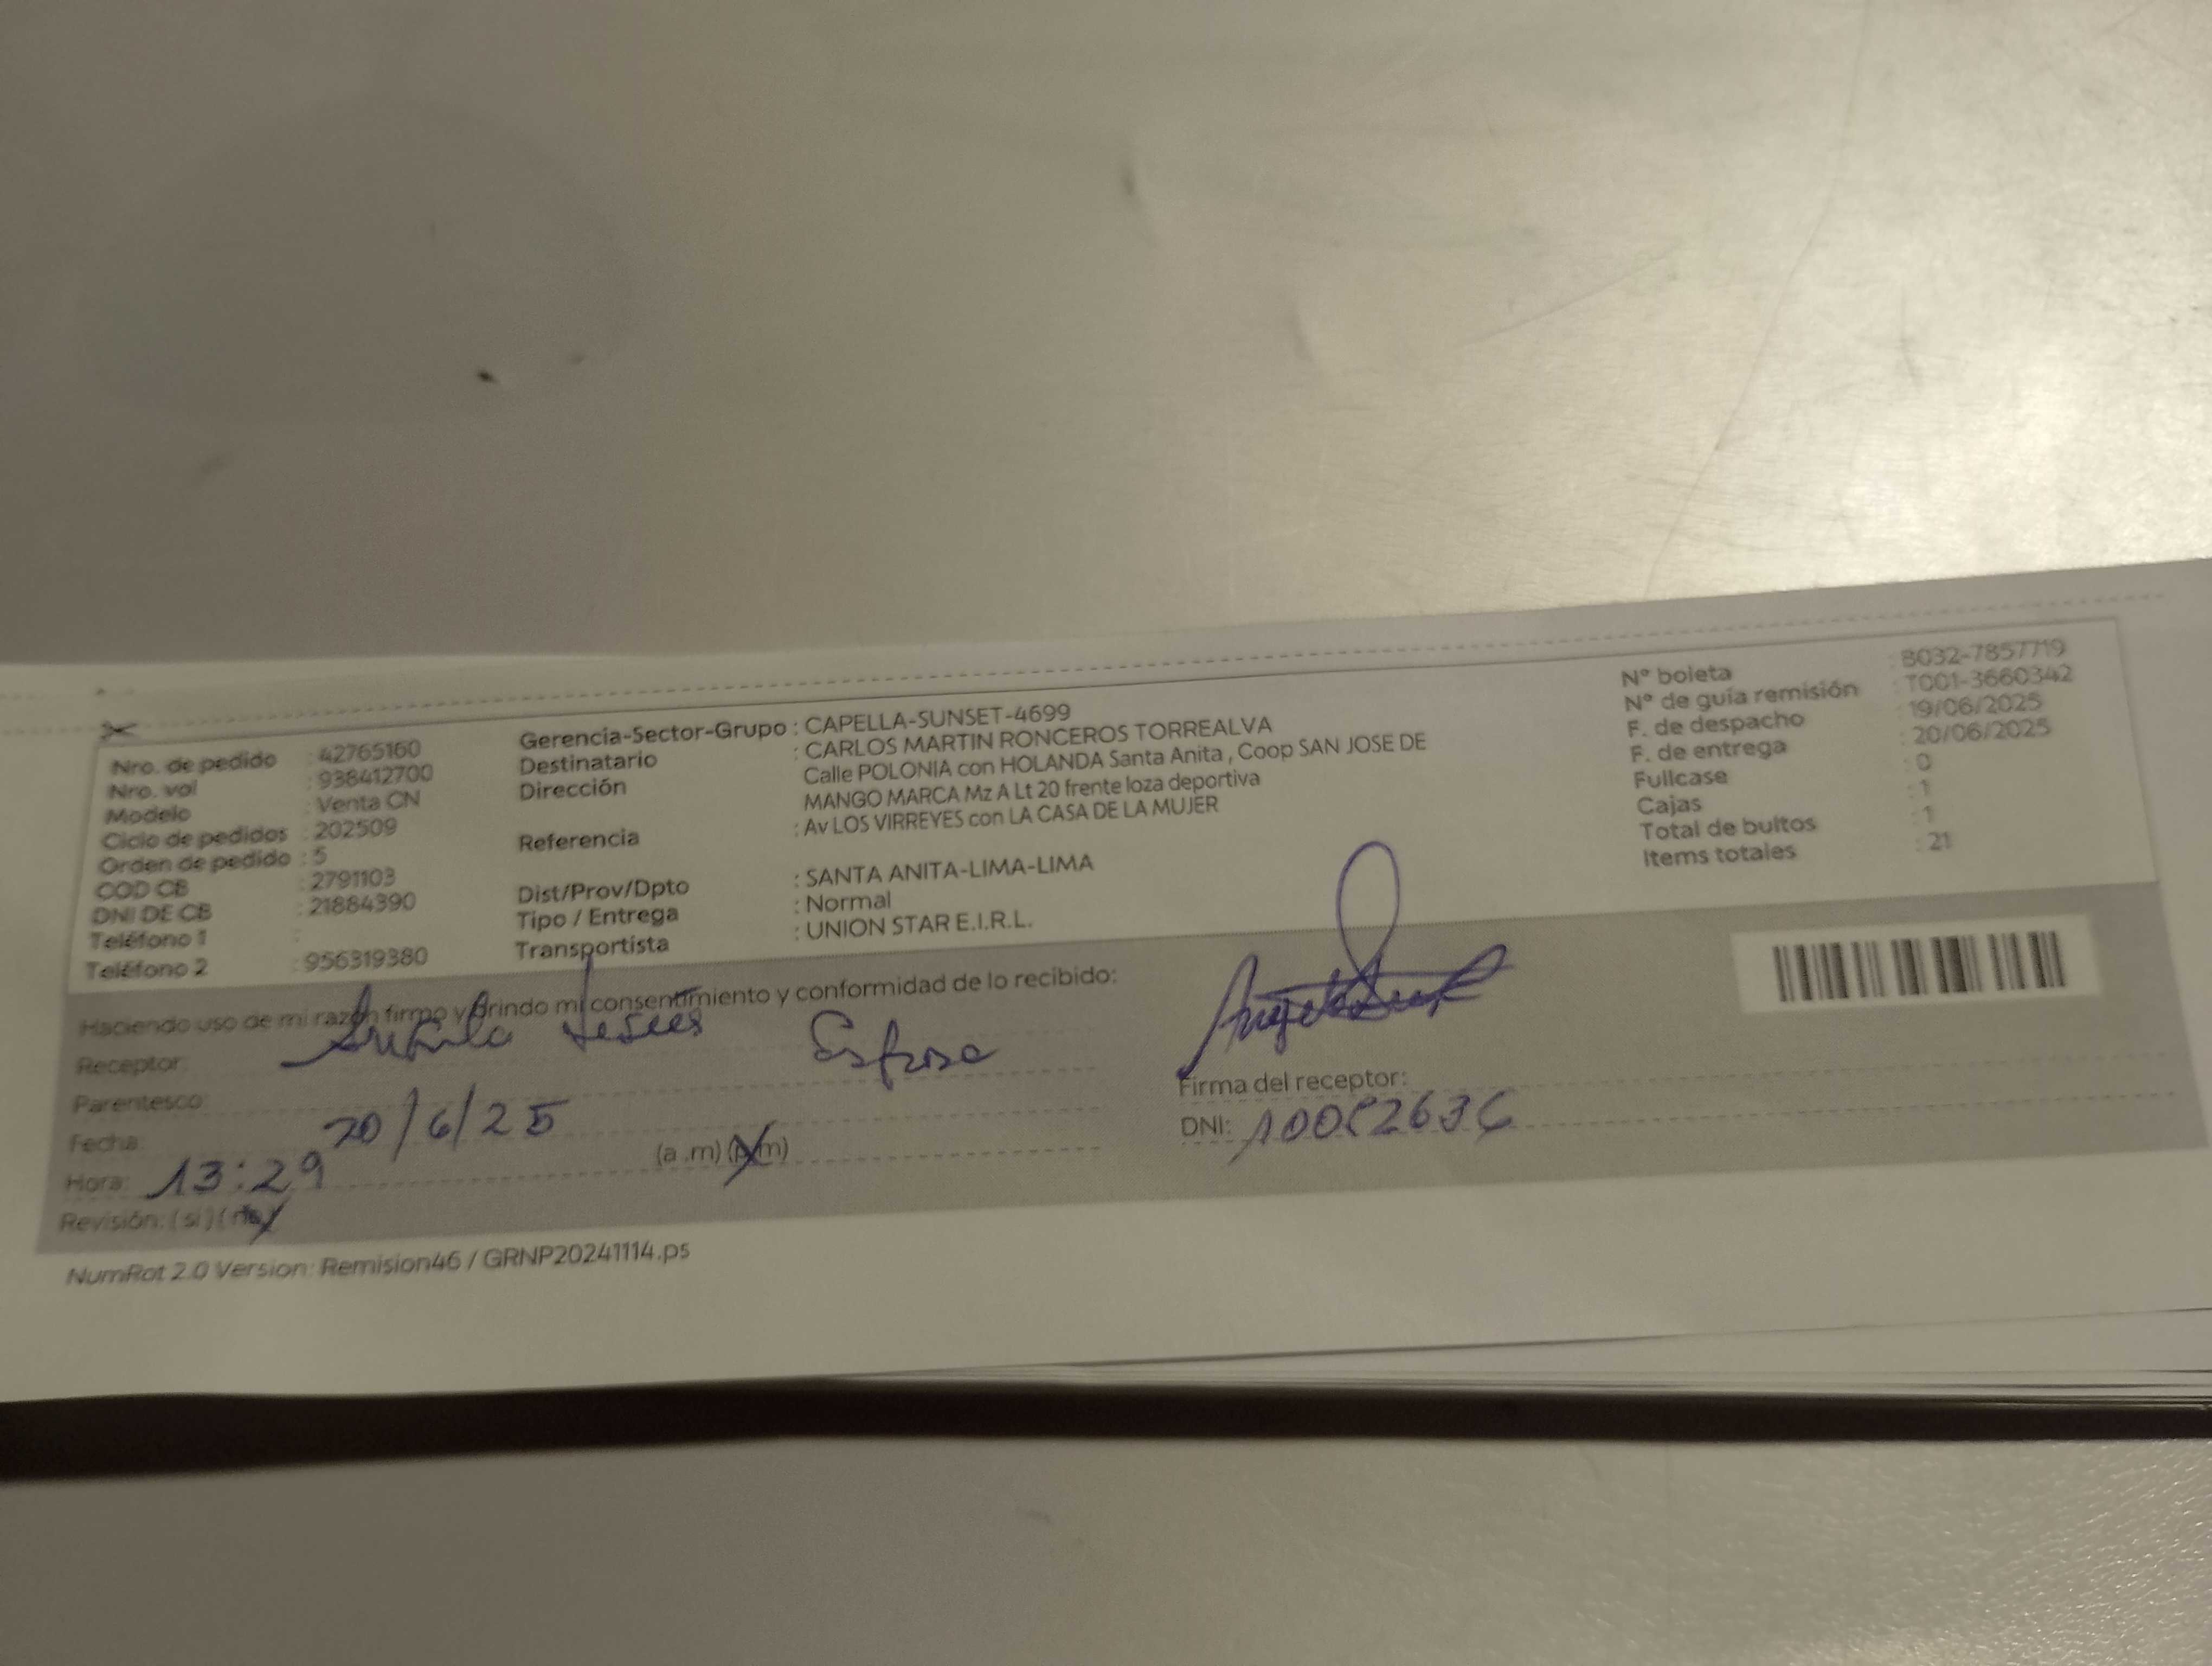 Nro. de pedido : 42765160
Nro. vol : 938412700
Modelo : Venta CN
Ciclo de pedidos : 202509
Orden de pedido : 5
COD CB : 2791103
DNI DE CB : 21884390
Teléfono 1 :
Teléfono 2 : 956319380
Gerencia-Sector-Grupo : CAPELLA-SUNSET-4699
Destinatario : CARLOS MARTIN RONCEROS TORREALVA
Dirección Calle POLONIA con HOLANDA Santa Anita , Coop SAN JOSE DE
MANGO MARCA Mz A Lt 20 frente loza deportiva
Referencia : Av LOS VIRREYES con LA CASA DE LA MUJER
Dist/Prov/Dpto : SANTA ANITA-LIMA-LIMA
Tipo / Entrega : Normal
Transportista : UNION STAR E.I.R.L.
Nº boleta : B032-7857719
Nº de guía remisión : T001-3660342
F. de despacho : 19/06/2025
F. de entrega : 20/06/2025
Fullcase : 0
Cajas : 1
Total de bultos : 1
Items totales : 21
Haciendo uso de mi razón firmo y brindo mi consentimiento y conformidad de lo recibido:
Receptor:
Parentesco Esposa
Fecha: 20/6/25
Hora: 13:29 (a .m) (p.m)
Revisión: (si) (no)
Firma del receptor:
DNI:
NumRot 2.0 Version: Remision46 / GRNP20241114.ps